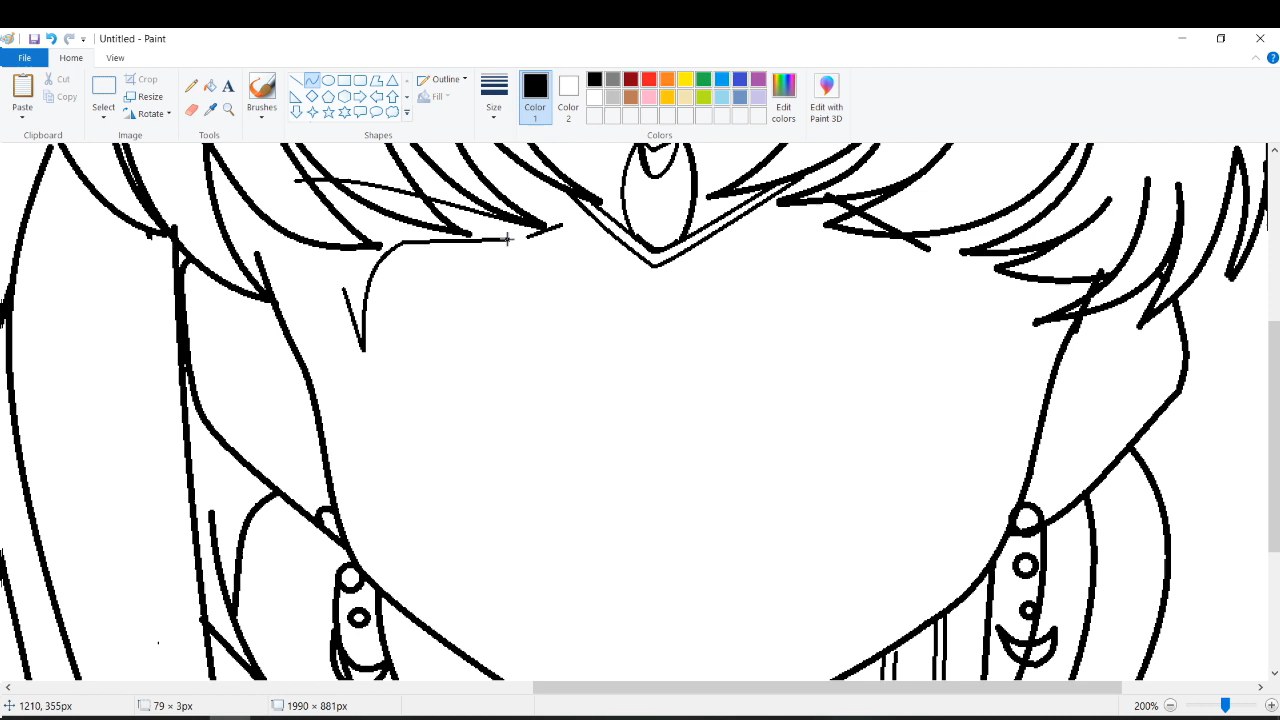 Untitled - Paint
File
Home
View
Paste
Cut
Copy
Clipboard
Select
Crop
Resize
Rotate
Image
A
Tools
Brushes
Outline
Fill
Shapes
Size
Color
1
Color
2
Edit
colors
Colors
Edit with
Paint 3D
1210, 355px
79 × 3px
1990 × 881px
200%